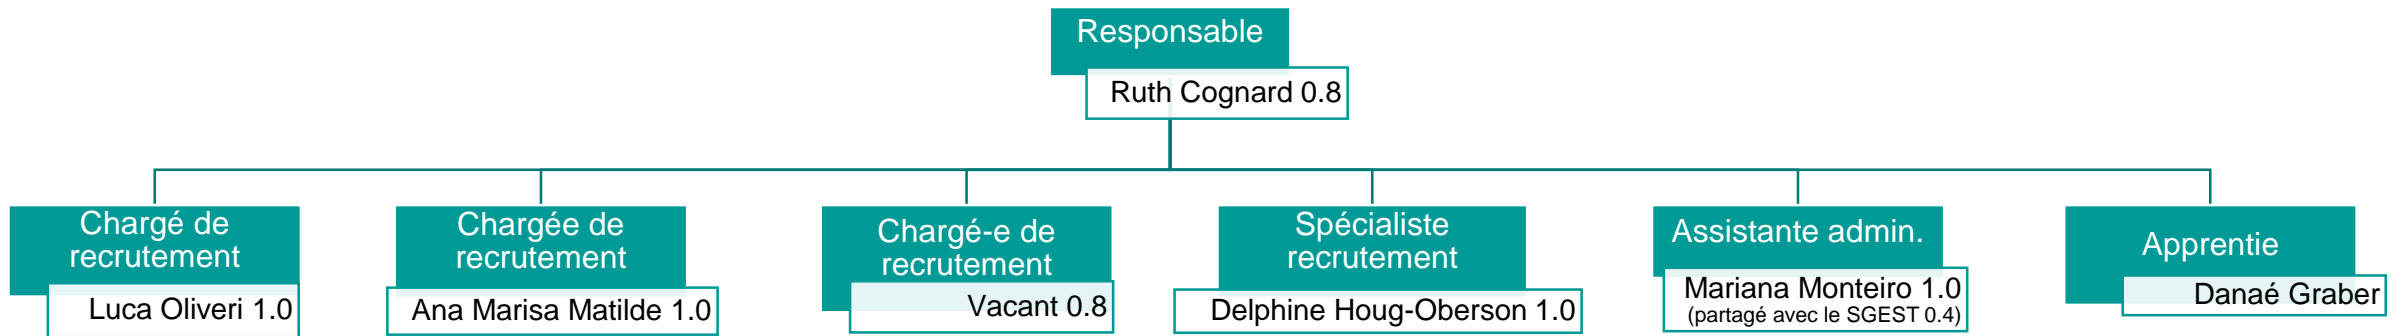 Responsable
Ruth Cognard 0.8
Chargé de
recrutement
Luca Oliveri 1.0
Chargée de
recrutement
Ana Marisa Matilde 1.0
Chargé-e de
recrutement
Vacant 0.8
Spécialiste
recrutement
Delphine Houg-Oberson 1.0
Assistante admin.
Mariana Monteiro 1.0
(partagé avec le SGEST 0.4)
Apprentie
Danaé Graber